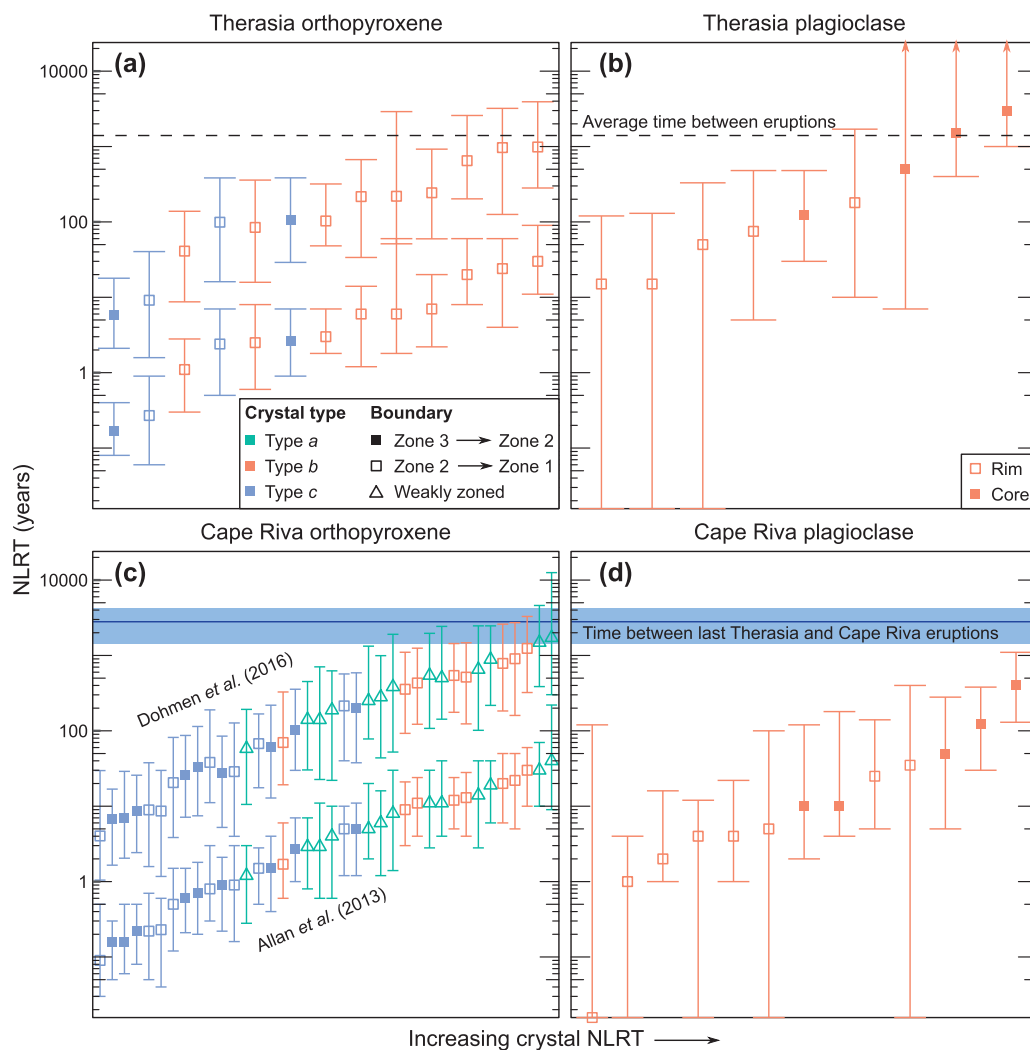 Therasia orthopyroxene
Therasia plagioclase
(a)
(b)
10000
100
1
Average time between eruptions
Crystal type
Boundary
Type a
Zone 3 → Zone 2
Type b
Zone 2 → Zone 1
Type c
Weakly zoned
Rim
Core
NLRT (years)
Cape Riva orthopyroxene
Cape Riva plagioclase
(c)
(d)
10000
100
1
Time between last Therasia and Cape Riva eruptions
Dohmen et al. (2016)
Allan et al. (2013)
Increasing crystal NLRT →